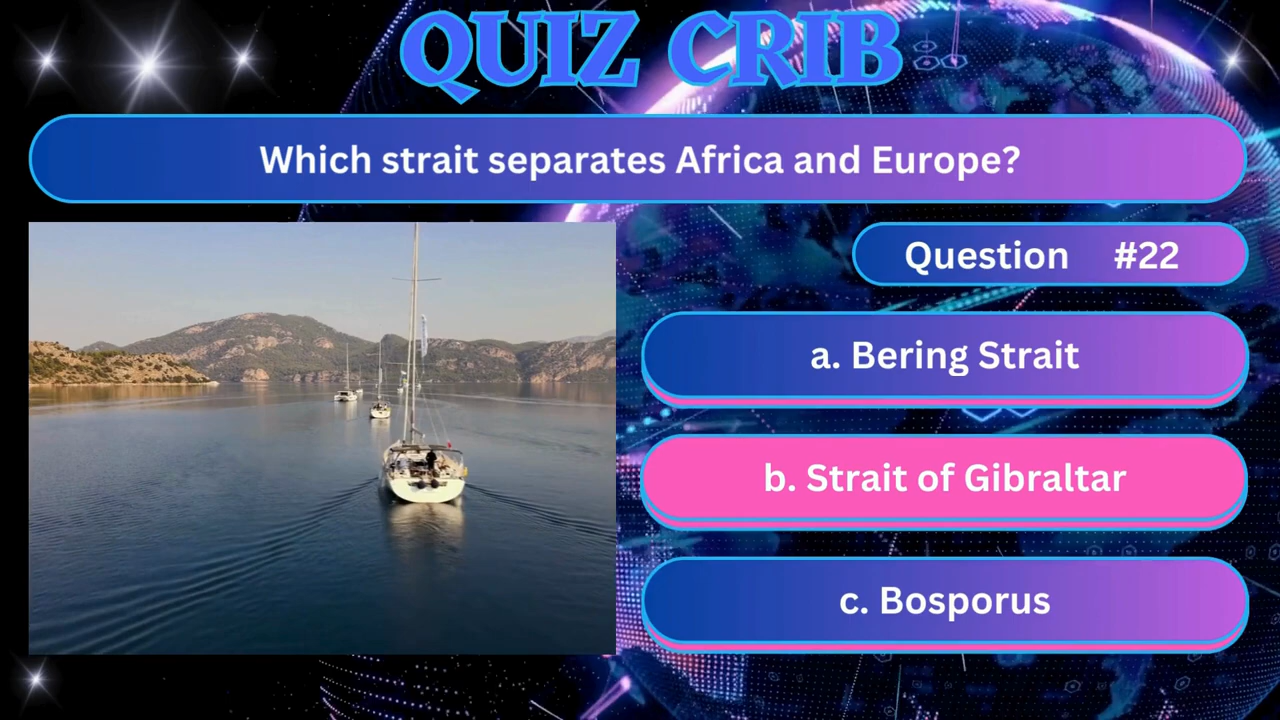 QUIZ CRIB
Which strait separates Africa and Europe?
Question #22
a. Bering Strait
b. Strait of Gibraltar
c. Bosporus